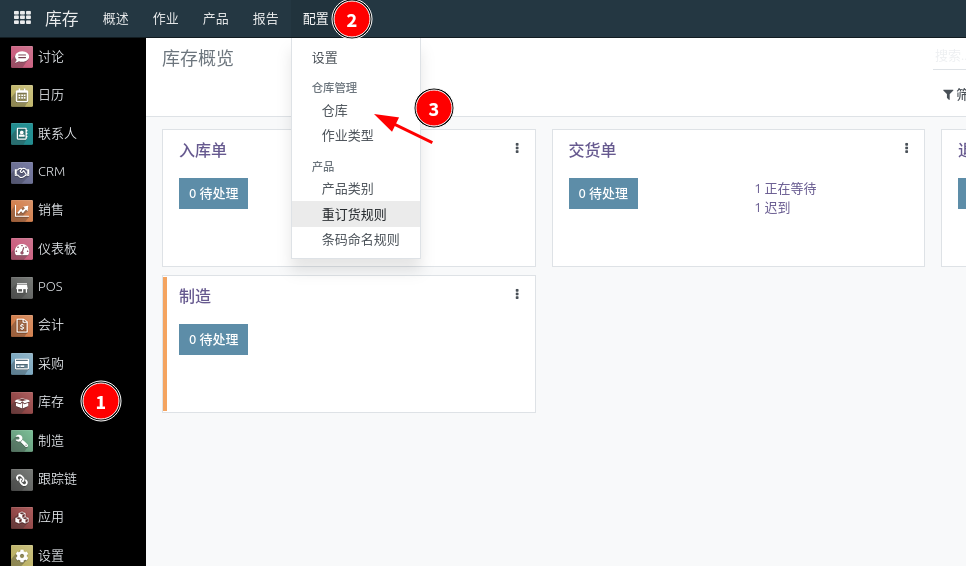 库存 概述 作业 产品 报告 配置 2
讨论
日历
联系人
CRM
销售
仪表板
POS
会计
采购
库存 1
制造
跟踪链
应用
设置
库存概览
搜索...
筛
设置
仓库管理
仓库
3
作业类型
产品
产品类别
重订货规则
条码命名规则
入库单
0 待处理
交货单
0 待处理
1 正在等待
1 迟到
制造
0 待处理